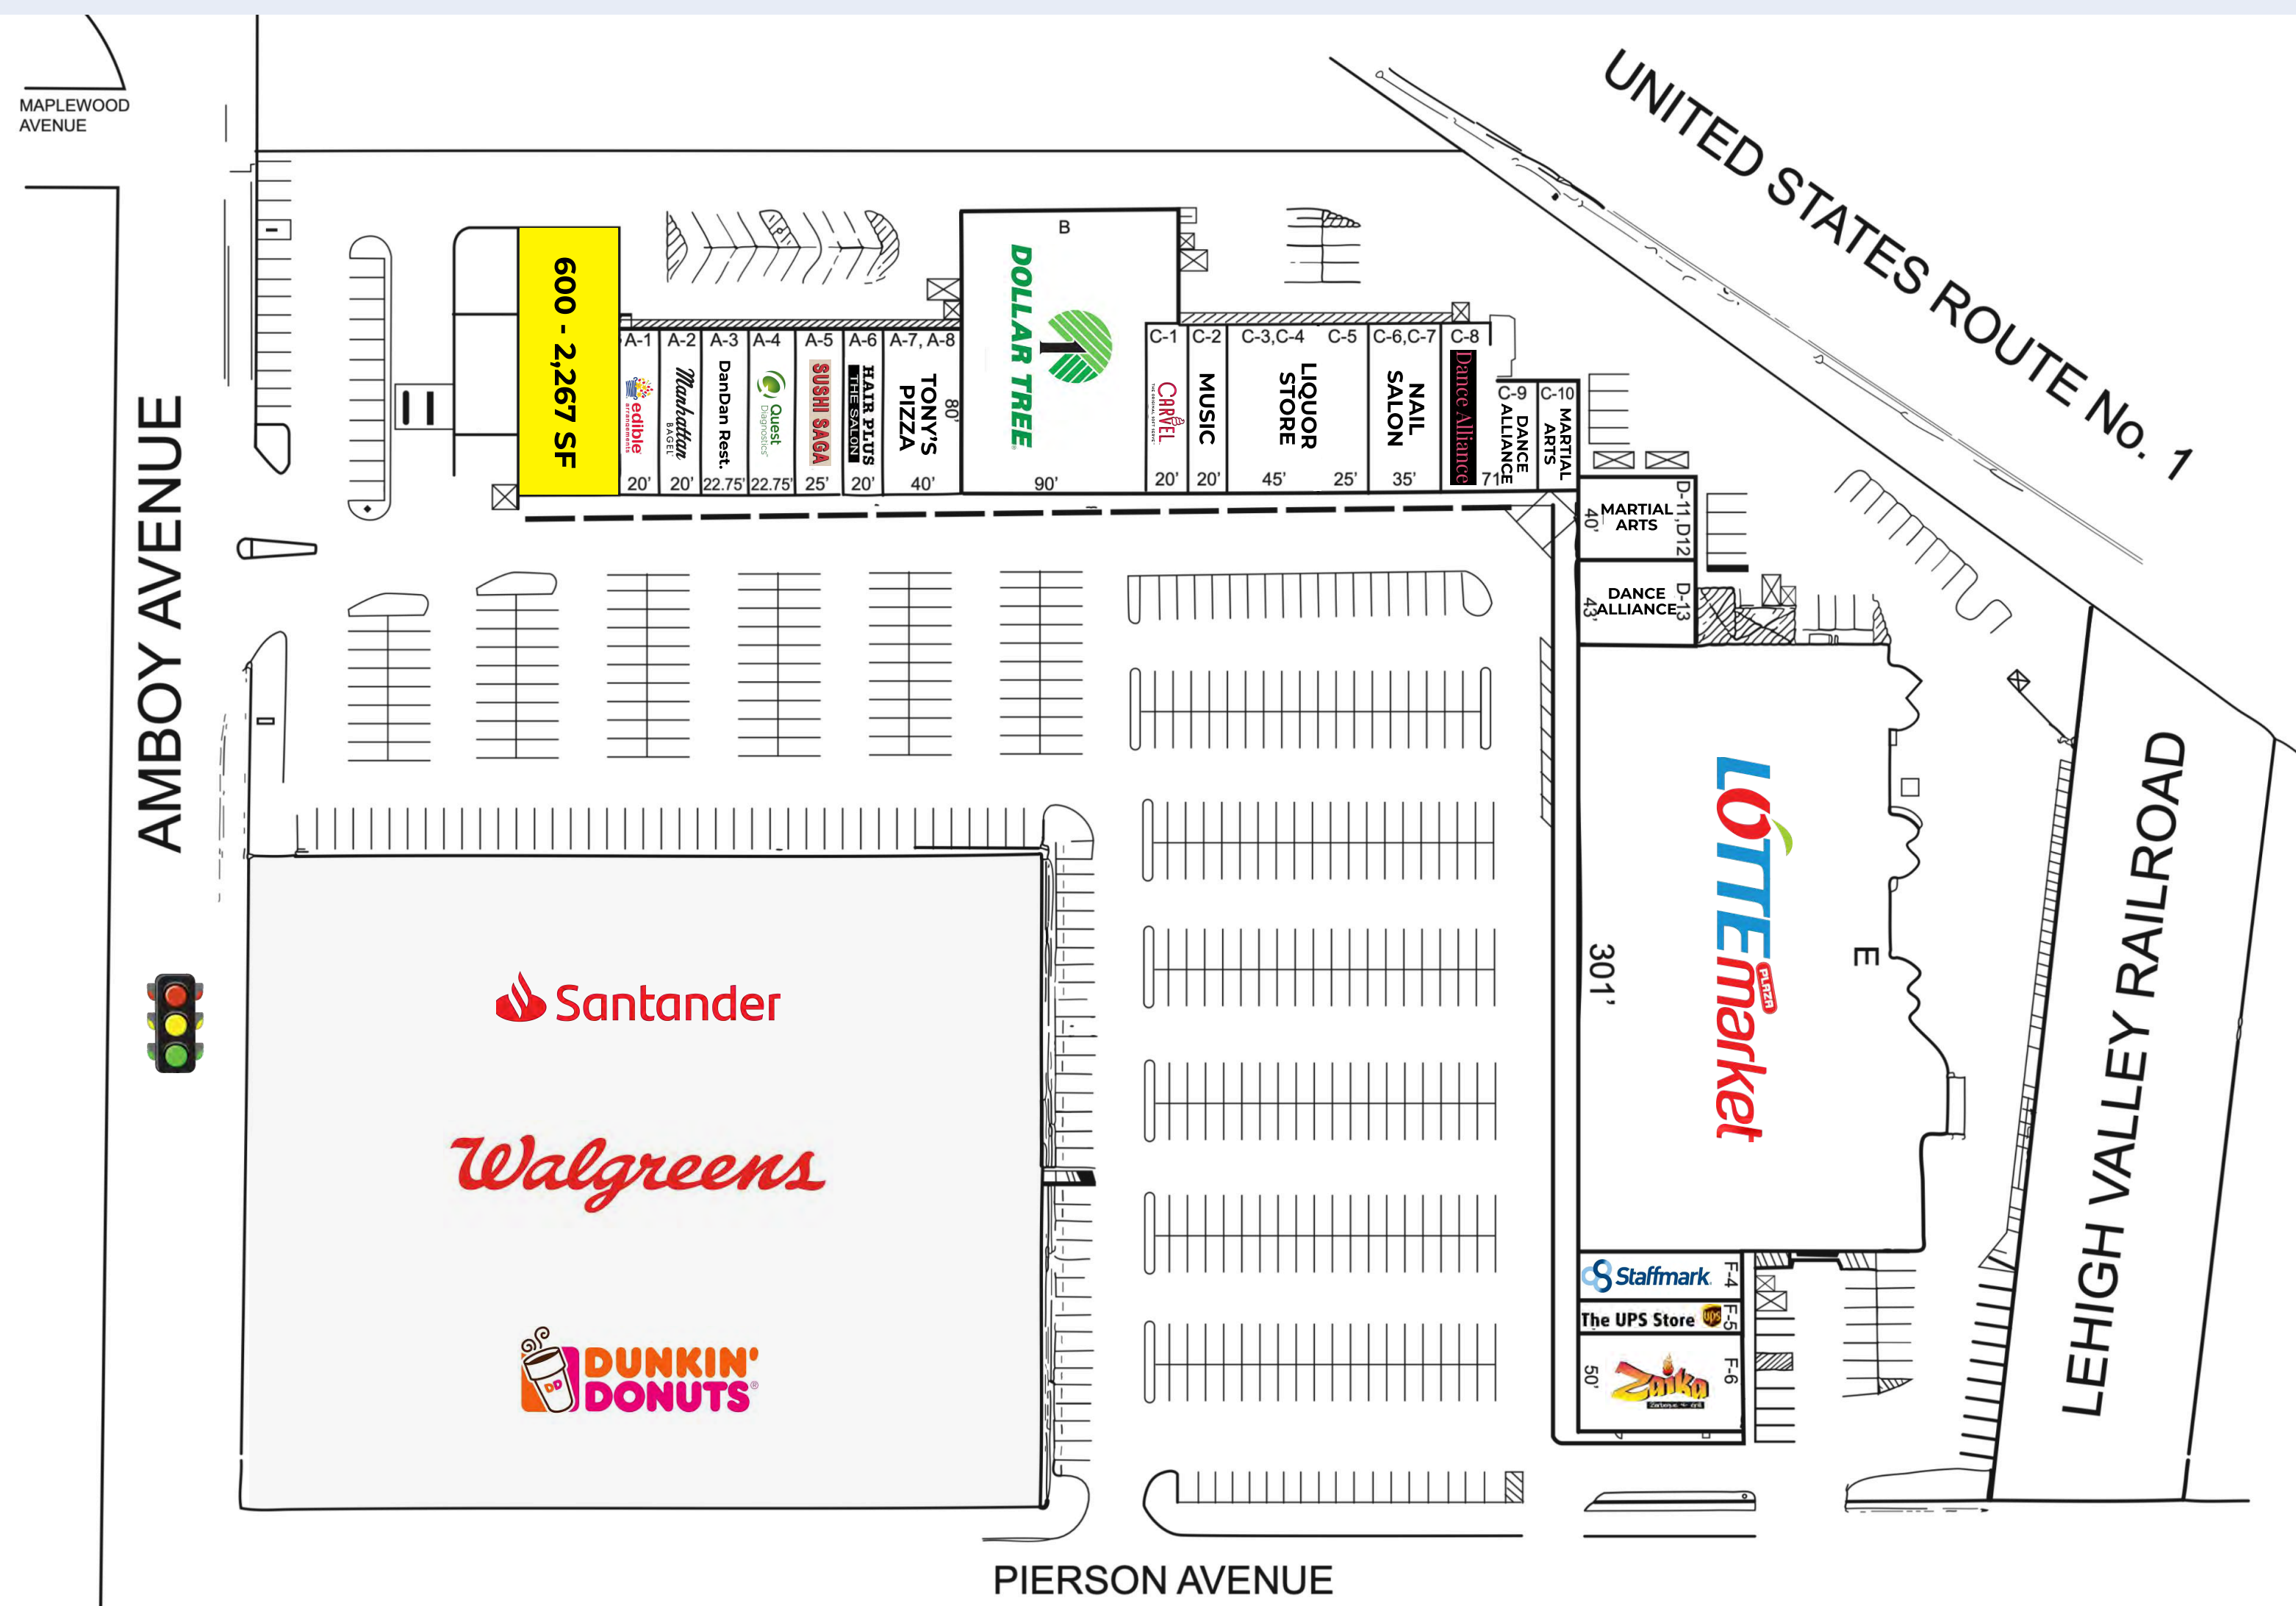 MAPLEWOOD
AVENUE
AMBOY AVENUE
UNITED STATES ROUTE No. 1
LEHIGH VALLEY RAILROAD
PIERSON AVENUE
600 - 2,267 SF
A-1
edible
arrangements
20'
A-2
Manhattan
BAGEL
20'
A-3
DanDan Rest.
22.75'
A-4
Quest
Diagnostics
22.75'
A-5
SUSHI SAGA
25'
A-6
HAIR PLUS
THE SALON
20'
A-7, A-8
TONY'S
PIZZA
80'
40'
B
DOLLAR TREE
1
90'
C-1
CARVEL
20'
C-2
MUSIC
20'
C-3,C-4
C-5
LIQUOR
STORE
45'
25'
C-6,C-7
NAIL
SALON
35'
C-8
Dance Alliance
71'
C-9
DANCE
ALLIANCE
C-10
MARTIAL
ARTS
D-11,D12
MARTIAL
ARTS
40'
D-13
DANCE
ALLIANCE
43'
E
LOTTE market
PLAZA
301'
F-4
Staffmark
F-5
The UPS Store
ups
F-6
Zaika
50'
Santander
Walgreens
DD
DUNKIN'
DONUTS®